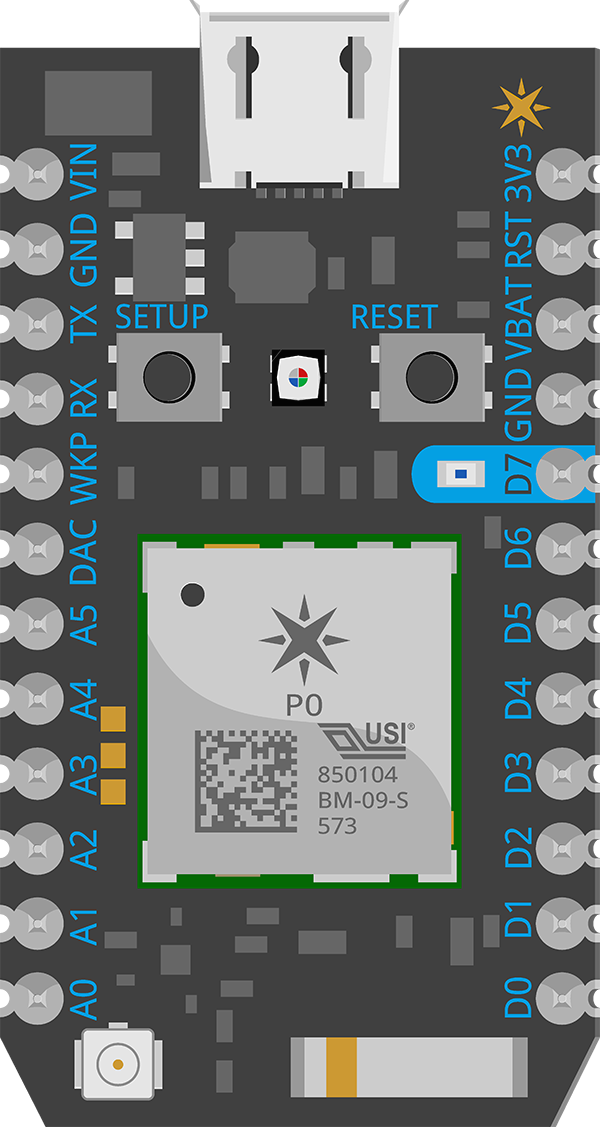 VIN
GND
TX
RX
WKP
DAC
A5
A4
A3
A2
A1
A0
SETUP
RESET
3V3
RST
VBAT
GND
D7
D6
D5
D4
D3
D2
D1
D0
P0
USI®
850104
BM-09-S
573